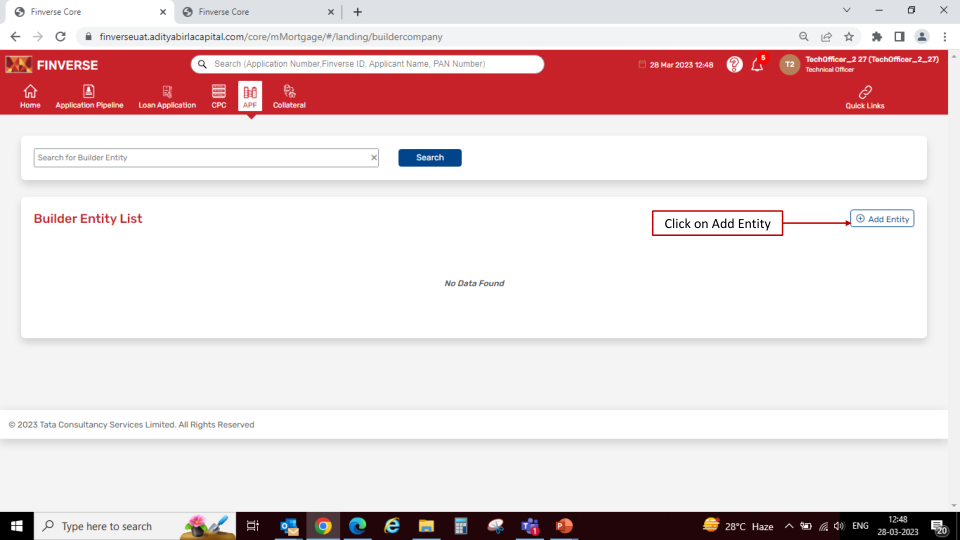 Finverse Core
Finverse Core
finverseuat.adityabirlacapital.com/core/mMortgage/#/landing/buildercompany
FINVERSE
Search (Application Number,Finverse ID, Applicant Name, PAN Number)
28 Mar 2023 12:48
5
T2
TechOfficer_2 27 (TechOfficer_2_27)
Technical Officer
Home
Application Pipeline
Loan Application
CPC
APF
Collateral
Quick Links
Search for Builder Entity
Search
Builder Entity List
Click on Add Entity
Add Entity
No Data Found
© 2023 Tata Consultancy Services Limited. All Rights Reserved
Type here to search
28°C Haze
ENG
12:48
28-03-2023
20